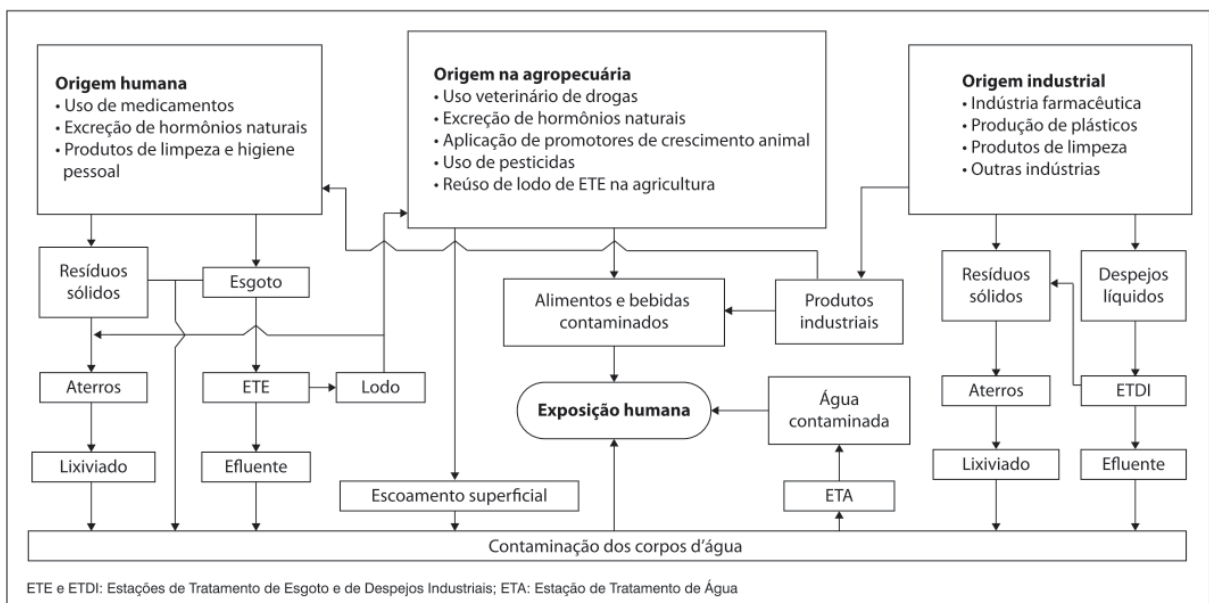 Origem humana
• Uso de medicamentos
• Excreção de hormônios naturais
• Produtos de limpeza e higiene
pessoal
Origem na agropecuária
• Uso veterinário de drogas
• Excreção de hormônios naturais
• Aplicação de promotores de crescimento animal
• Uso de pesticidas
• Reúso de lodo de ETE na agricultura
Origem industrial
• Indústria farmacêutica
• Produção de plásticos
• Produtos de limpeza
• Outras indústrias
Resíduos
sólidos
Esgoto
Alimentos e bebidas
contaminados
Produtos
industriais
Resíduos
sólidos
Despejos
líquidos
Aterros
ETE
Lodo
Exposição humana
Água
contaminada
Aterros
ETDI
Lixiviado
Efluente
Escoamento superficial
ETA
Lixiviado
Efluente
Contaminação dos corpos d’água
ETE e ETDI: Estações de Tratamento de Esgoto e de Despejos Industriais; ETA: Estação de Tratamento de Água